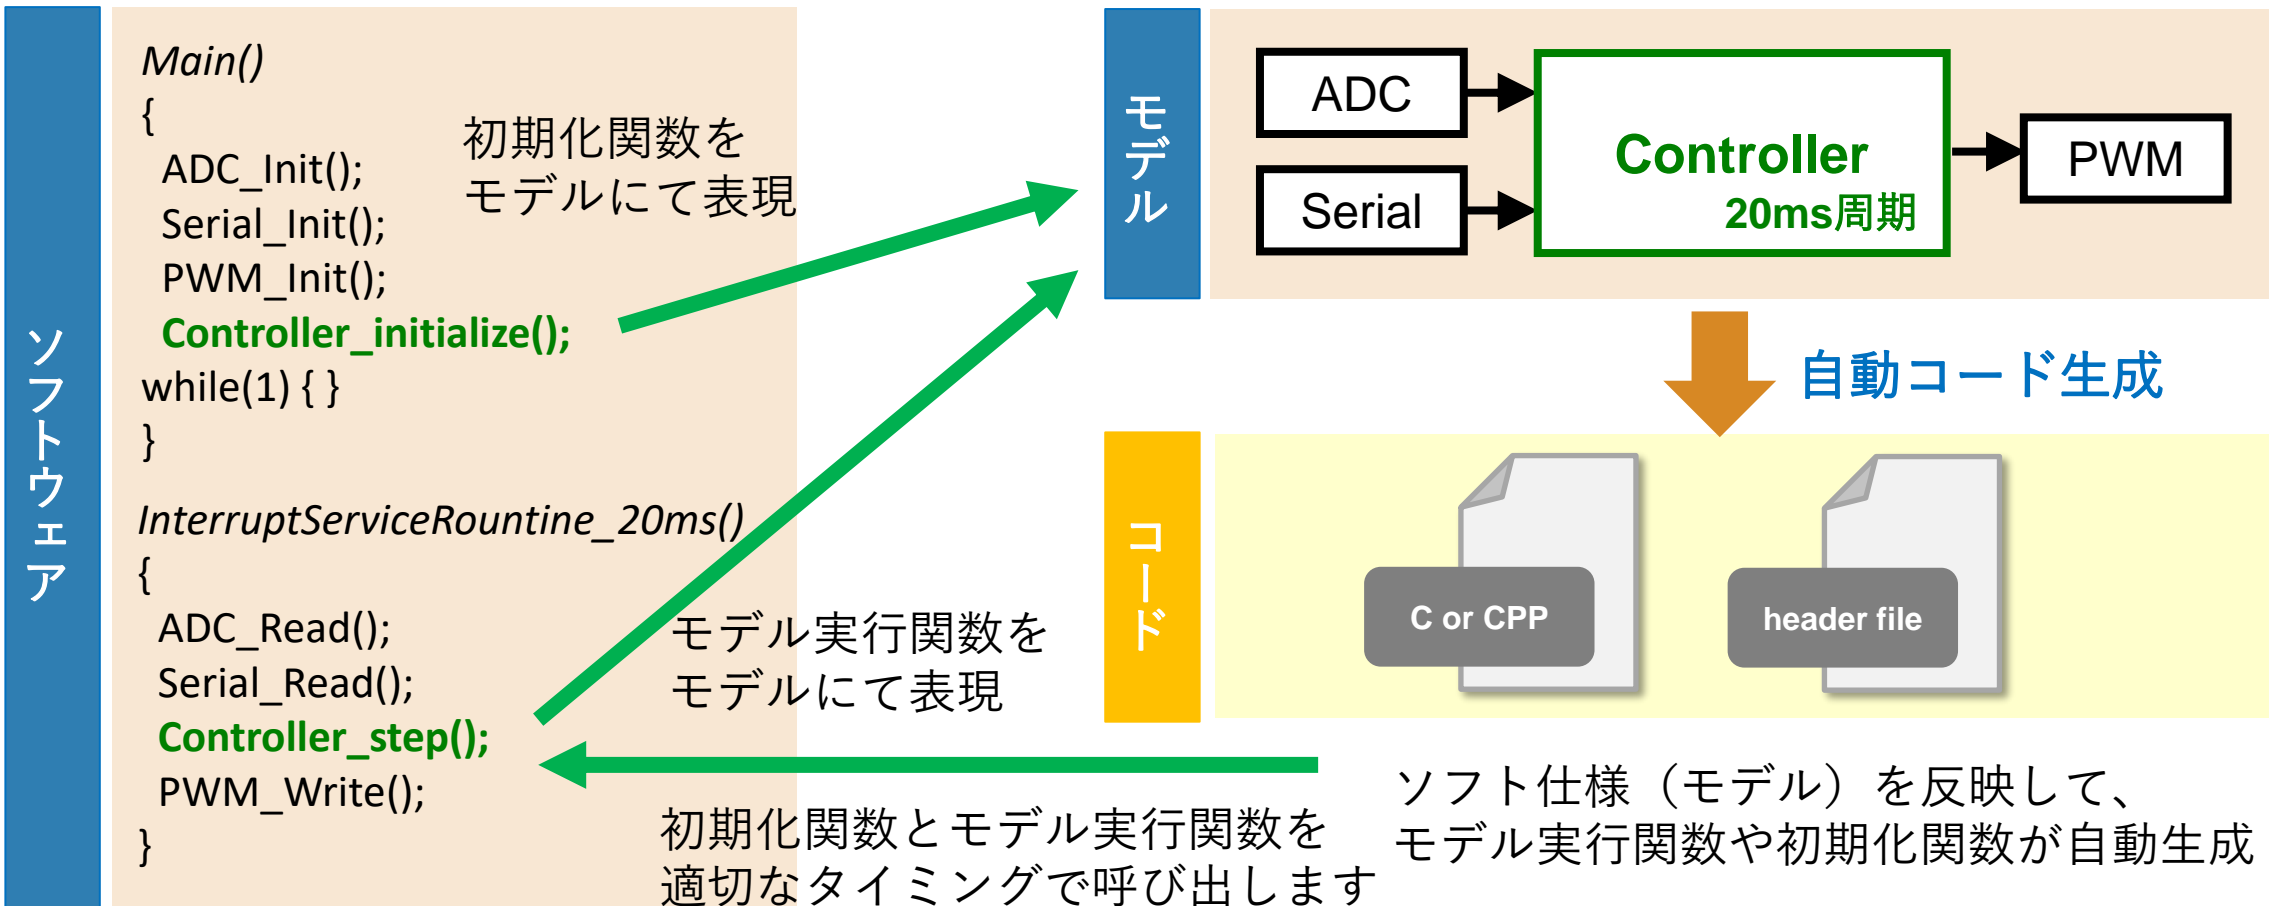 ソフトウェア
Main()
{
ADC_Init();
Serial_Init();
PWM_Init();
Controller_initialize();
while(1) { }
}
InterruptServiceRountine_20ms()
{
ADC_Read();
Serial_Read();
Controller_step();
PWM_Write();
}
初期化関数を
モデルにて表現
モデル実行関数を
モデルにて表現
初期化関数とモデル実行関数を
適切なタイミングで呼び出します
モデル
ADC
Serial
Controller
20ms周期
PWM
自動コード生成
コード
C or CPP
header file
ソフト仕様（モデル）を反映して、
モデル実行関数や初期化関数が自動生成